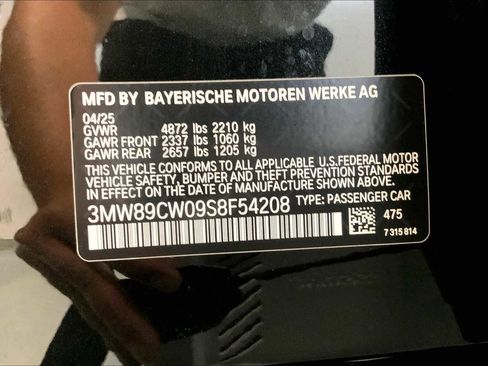 MFD BY BAYERISCHE MOTOREN WERKE AG
04/25
GVWR 4872 lbs 2210 kg
GAWR FRONT 2337 lbs 1060 kg
GAWR REAR 2657 lbs 1205 kg
THIS VEHICLE CONFORMS TO ALL APPLICABLE U.S.FEDERAL MOTOR
VEHICLE SAFETY, BUMPER AND THEFT PREVENTION STANDARDS
IN EFFECT ON THE DATE OF MANUFACTURE SHOWN ABOVE.
3MW89CW09S8F54208 TYPE: PASSENGER CAR
475
7 315 814